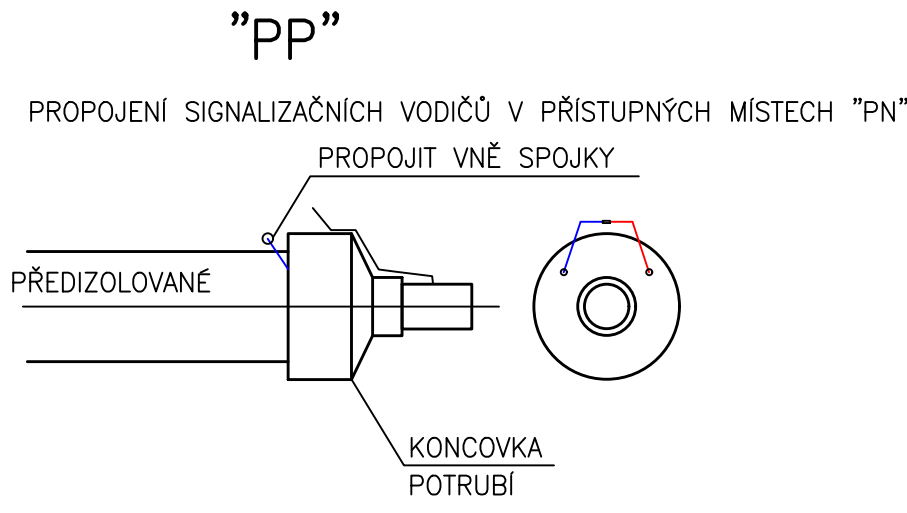 "PP"
PROPOJENÍ SIGNALIZAČNÍCH VODIČŮ V PŘÍSTUPNÝCH MÍSTECH "PN"
PROPOJIT VNĚ SPOJKY
PŘEDIZOLOVANÉ
KONCOVKA
POTRUBÍ